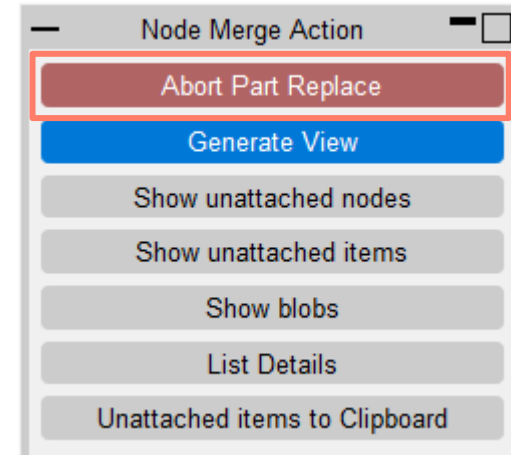 Node Merge Action
Abort Part Replace
Generate View
Show unattached nodes
Show unattached items
Show blobs
List Details
Unattached items to Clipboard